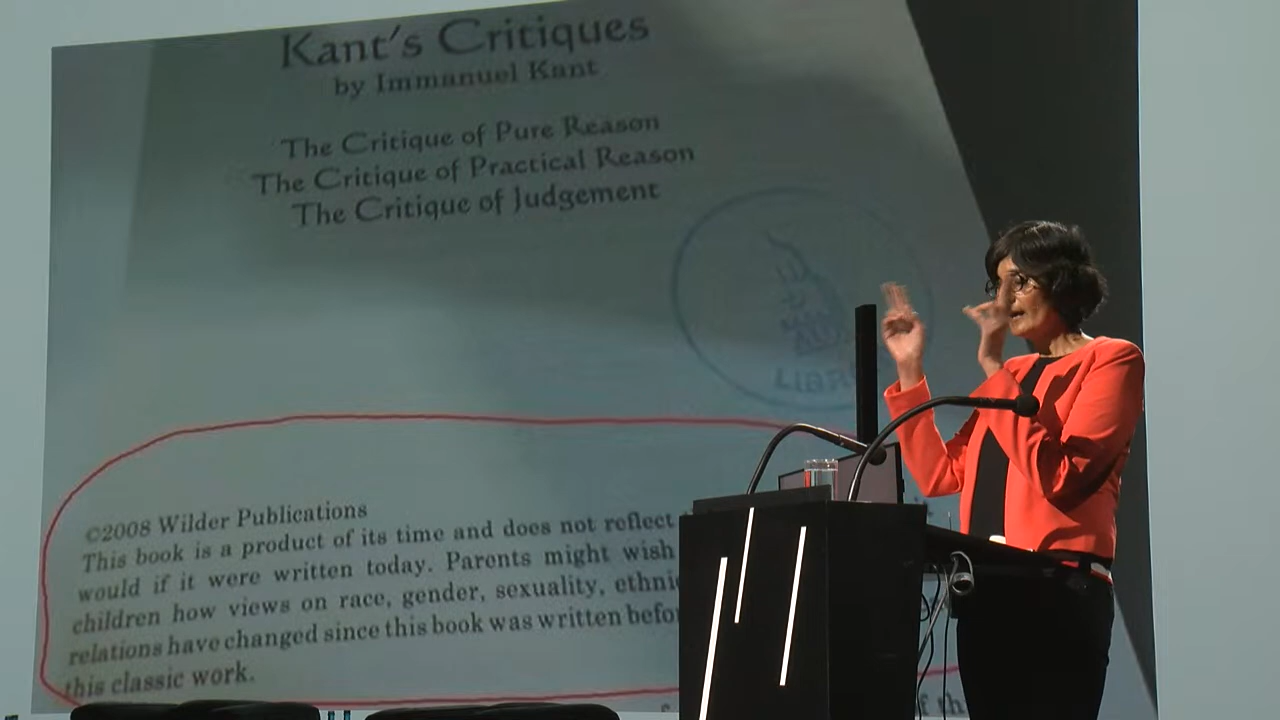 Kant's Critiques
by Immanuel Kant
The Critique of Pure Reason
The Critique of Practical Reason
The Critique of Judgement
LIBR
©2008 Wilder Publications
This book is a product of its time and does not reflect
would if it were written today. Parents might wish
children how views on race, gender, sexuality, ethni
relations have changed since this book was written befo
this classic work.